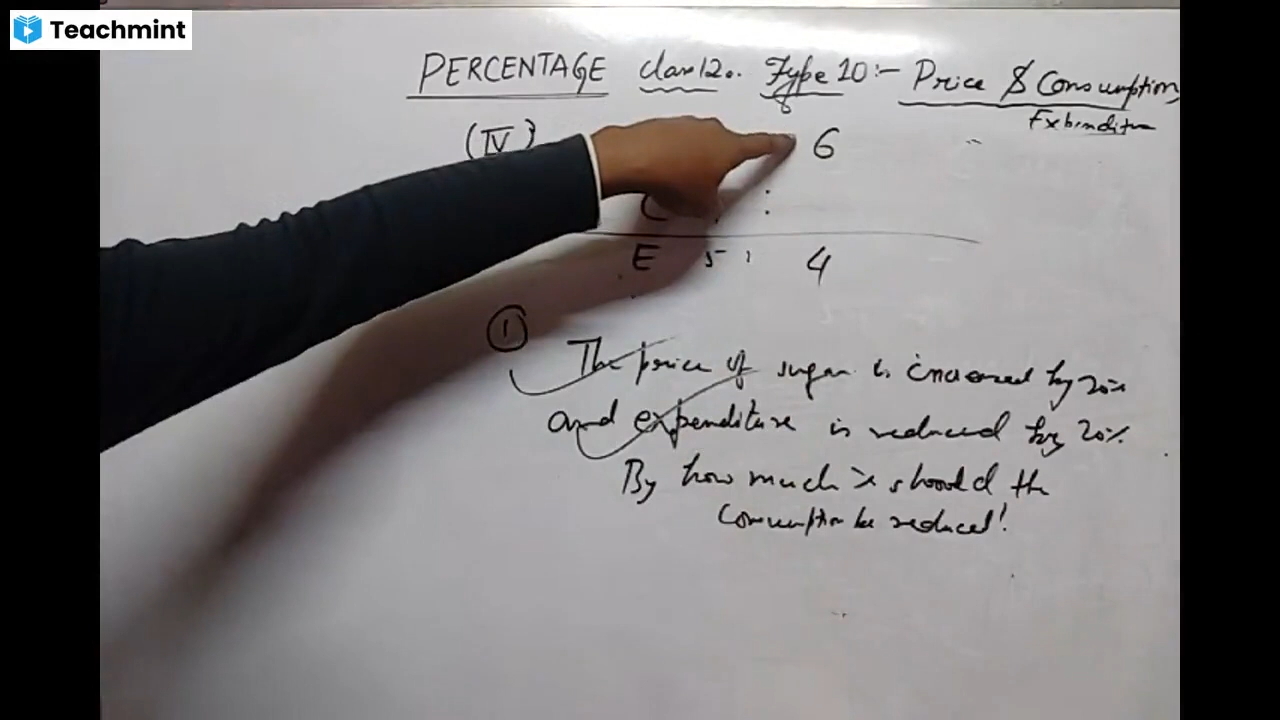 Teachmint
PERCENTAGE Class 12. Type 10:- Price & Consumption,
Expenditure
(IV) 6
C :
E 5 : 4
① The price of sugar is increased by 20%
and expenditure is reduced by 20%.
By how much % should the
consumption be reduced?